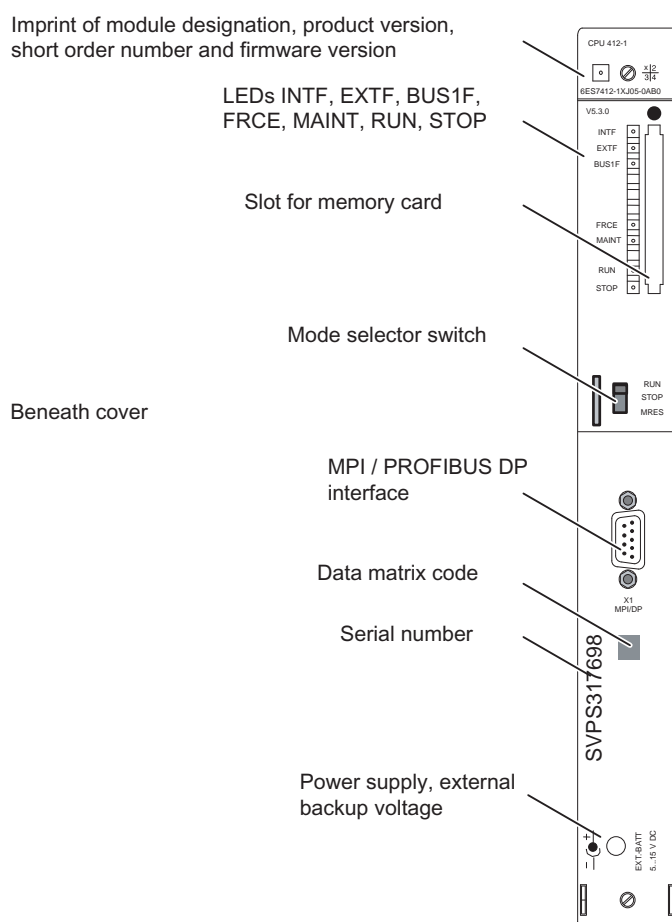 Imprint of module designation, product version,
short order number and firmware version
CPU 412-1
X 2
3 4
6ES7412-1XJ05-0AB0
LEDs INTF, EXTF, BUS1F,
FRCE, MAINT, RUN, STOP
V5.3.0
INTF
EXTF
BUS1F
Slot for memory card
FRCE
MAINT
RUN
STOP
Mode selector switch
RUN
STOP
MRES
Beneath cover
MPI / PROFIBUS DP
interface
X1
MPI/DP
Data matrix code
Serial number
SVPS317698
Power supply, external
backup voltage
+
−
EXT.-BATT
5...15 V DC